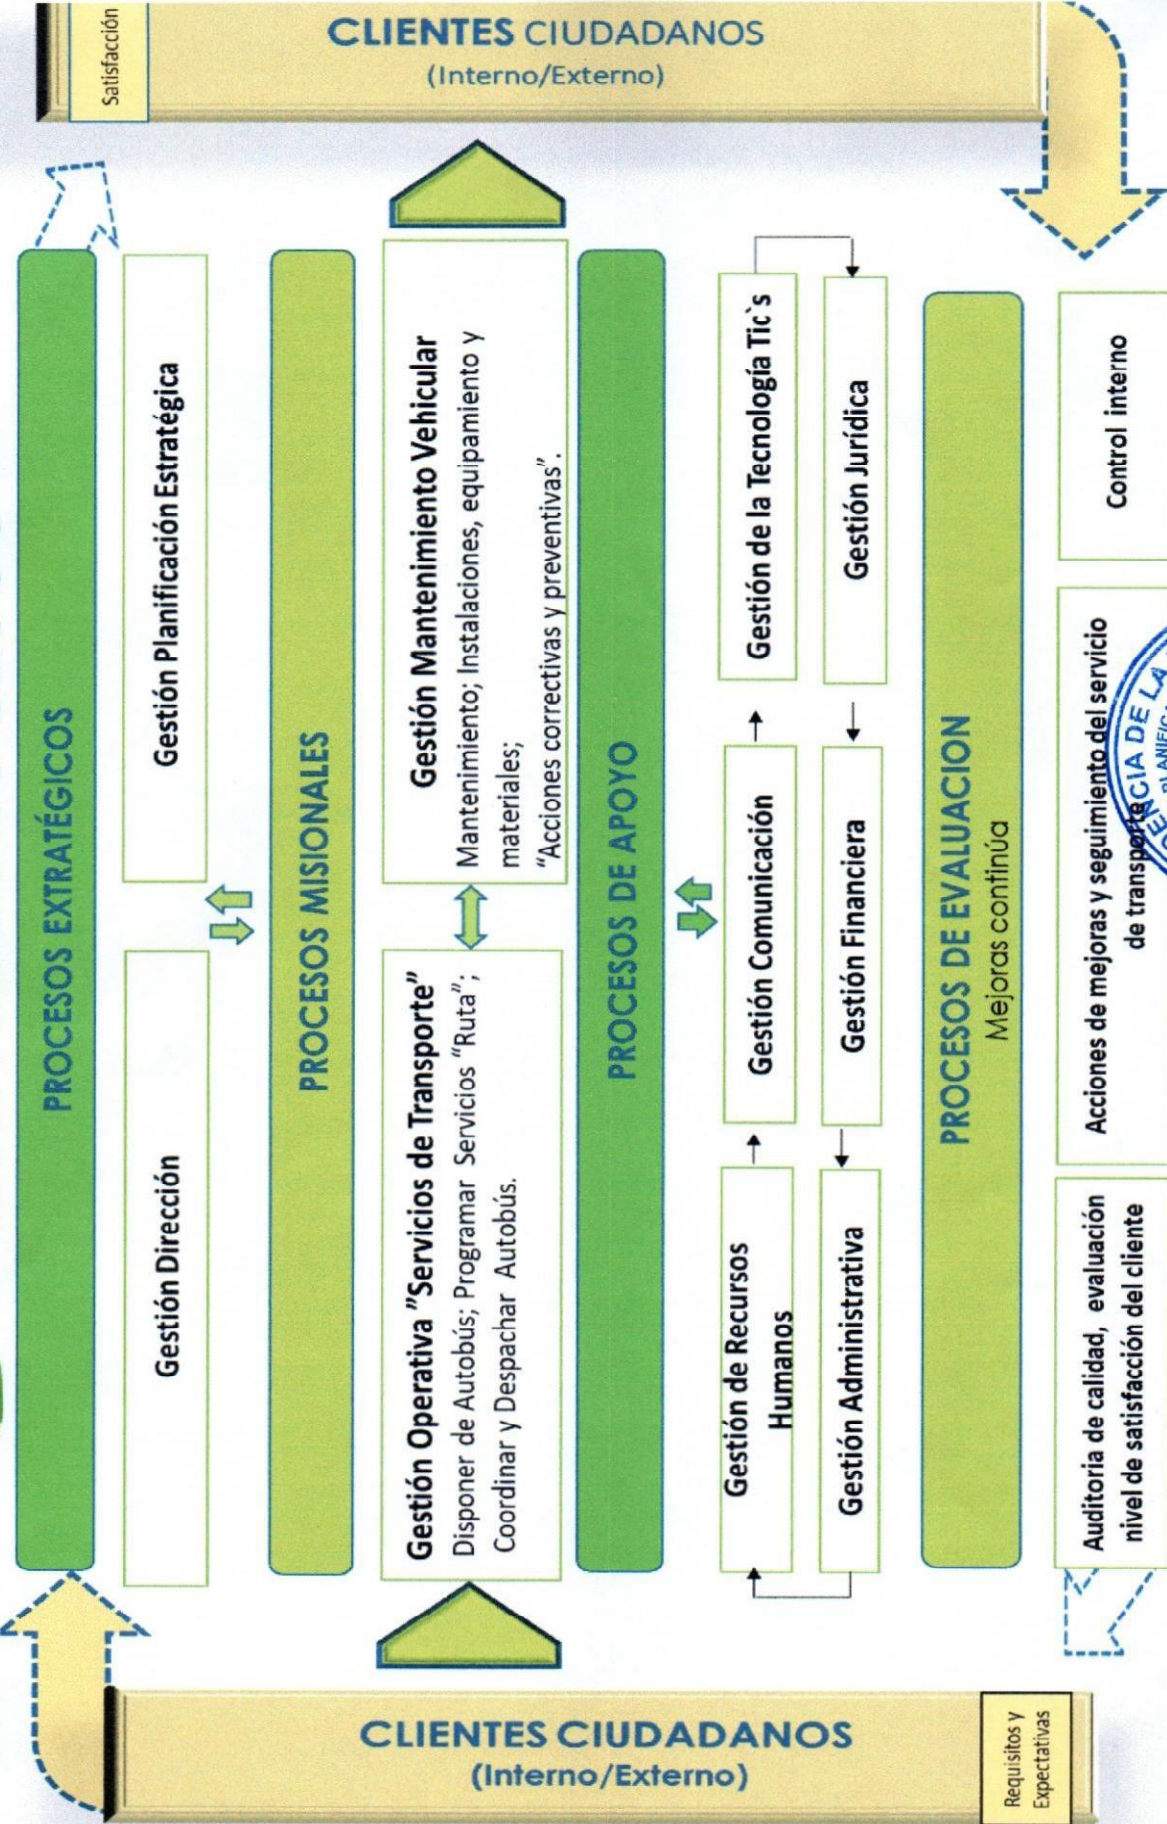 CLIENTES CIUDADANOS
(Interno/Externo)
Requisitos y
Expectativas
PROCESOS EXTRATÉGICOS
Gestión Dirección
Gestión Planificación Estratégica
PROCESOS MISIONALES
Gestión Operativa "Servicios de Transporte"
Disponer de Autobús; Programar Servicios "Ruta";
Coordinar y Despachar Autobús.
Gestión Mantenimiento Vehicular
Mantenimiento; Instalaciones, equipamiento y
materiales;
"Acciones correctivas y preventivas".
PROCESOS DE APOYO
Gestión de Recursos
Humanos
Gestión Comunicación
Gestión de la Tecnología Tic`s
Gestión Administrativa
Gestión Financiera
Gestión Jurídica
PROCESOS DE EVALUACION
Mejoras continúa
Auditoria de calidad, evaluación
nivel de satisfacción del cliente
Acciones de mejoras y seguimiento del servicio
de transporte
Control interno
DE LA
Satisfacción
CLIENTES CIUDADANOS
(Interno/Externo)